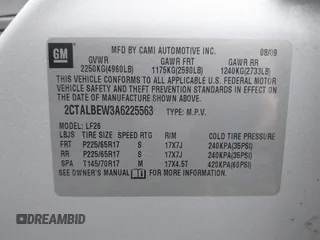 GM
MFD BY CAMI AUTOMOTIVE INC. 08/09
GVWR GAWR FRT GAWR RR
2250KG(4960LB) 1175KG(2590LB) 1240KG(2733LB)
THIS VEHICLE CONFORMS TO ALL APPLICABLE U.S. FEDERAL MOTOR
VEHICLE SAFETY AND THEFT PREVENTION STANDARDS
IN EFFECT ON THE DATE OF MANUFACTURE SHOWN ABOVE.
2CTALBEW3A6225563 TYPE: M.P.V.
MODEL: LF26
LBS TIRE SIZE SPEED RTG RIM COLD TIRE PRESSURE
FRT P225/65R17 S 17X7J 240KPA(35PSI)
RR P225/65R17 S 17X7J 240KPA(35PSI)
SPA T145/70R17 M 17X4.5T 420KPA(60PSI)
DREAMBID